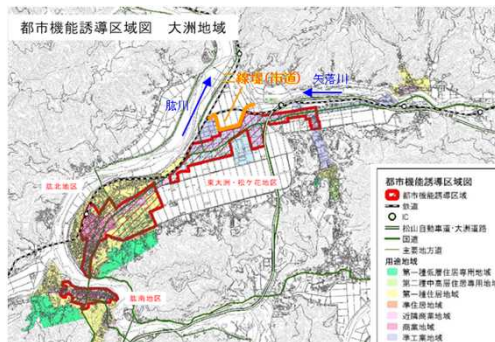 都市機能誘導区域図　大洲地域
二線堤(市道)
矢落川
肱川
肱北地区
東大洲・松ケ花地区
肱南地区
都市機能誘導区域図
都市機能誘導区域
鉄道
IC
松山自動車道・大洲道路
国道
主要地方道
用途地域
第一種低層住居専用地域
第二種中高層住居専用地域
第一種住居地域
準住居地域
近隣商業地域
商業地域
準工業地域